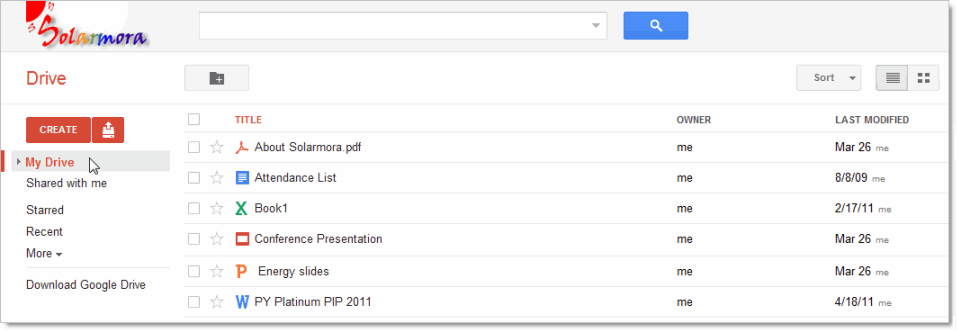 Solarmora
Drive
Sort
CREATE
TITLE OWNER LAST MODIFIED
My Drive
Shared with me
Starred
Recent
More
Download Google Drive
About Solarmora.pdf me Mar 26 me
Attendance List me 8/8/09 me
Book1 me 2/17/11 me
Conference Presentation me Mar 26 me
Energy slides me Mar 26 me
PY Platinum PIP 2011 me 4/18/11 me